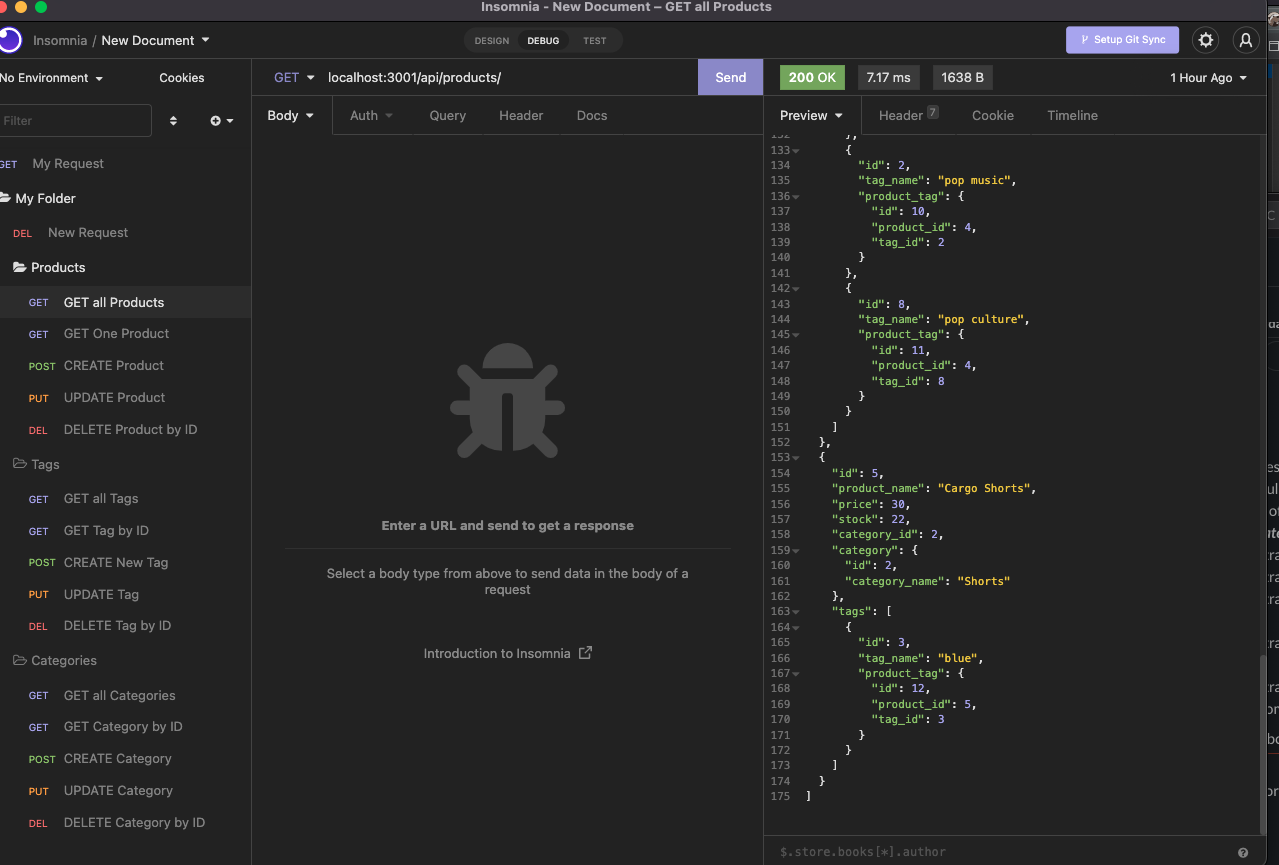 Insomnia - New Document – GET all Products
Insomnia / New Document
DESIGN DEBUG TEST
Setup Git Sync
No Environment
Cookies
GET localhost:3001/api/products/
Send
200 OK 7.17 ms 1638 B
1 Hour Ago
Filter
Body Auth Query Header Docs
Preview Header 7 Cookie Timeline
GET My Request
My Folder
DEL New Request
Products
GET GET all Products
GET GET One Product
POST CREATE Product
PUT UPDATE Product
DEL DELETE Product by ID
Tags
GET GET all Tags
GET GET Tag by ID
POST CREATE New Tag
PUT UPDATE Tag
DEL DELETE Tag by ID
Categories
GET GET all Categories
GET GET Category by ID
POST CREATE Category
PUT UPDATE Category
DEL DELETE Category by ID
Enter a URL and send to get a response
Select a body type from above to send data in the body of a
request
Introduction to Insomnia
132 },
133 {
134 "id": 2,
135 "tag_name": "pop music",
136 "product_tag": {
137 "id": 10,
138 "product_id": 4,
139 "tag_id": 2
140 }
141 },
142 {
143 "id": 8,
144 "tag_name": "pop culture",
145 "product_tag": {
146 "id": 11,
147 "product_id": 4,
148 "tag_id": 8
149 }
150 }
151 ]
152 },
153 {
154 "id": 5,
155 "product_name": "Cargo Shorts",
156 "price": 30,
157 "stock": 22,
158 "category_id": 2,
159 "category": {
160 "id": 2,
161 "category_name": "Shorts"
162 },
163 "tags": [
164 {
165 "id": 3,
166 "tag_name": "blue",
167 "product_tag": {
168 "id": 12,
169 "product_id": 5,
170 "tag_id": 3
171 }
172 }
173 ]
174 }
175 ]
$.store.books[*].author